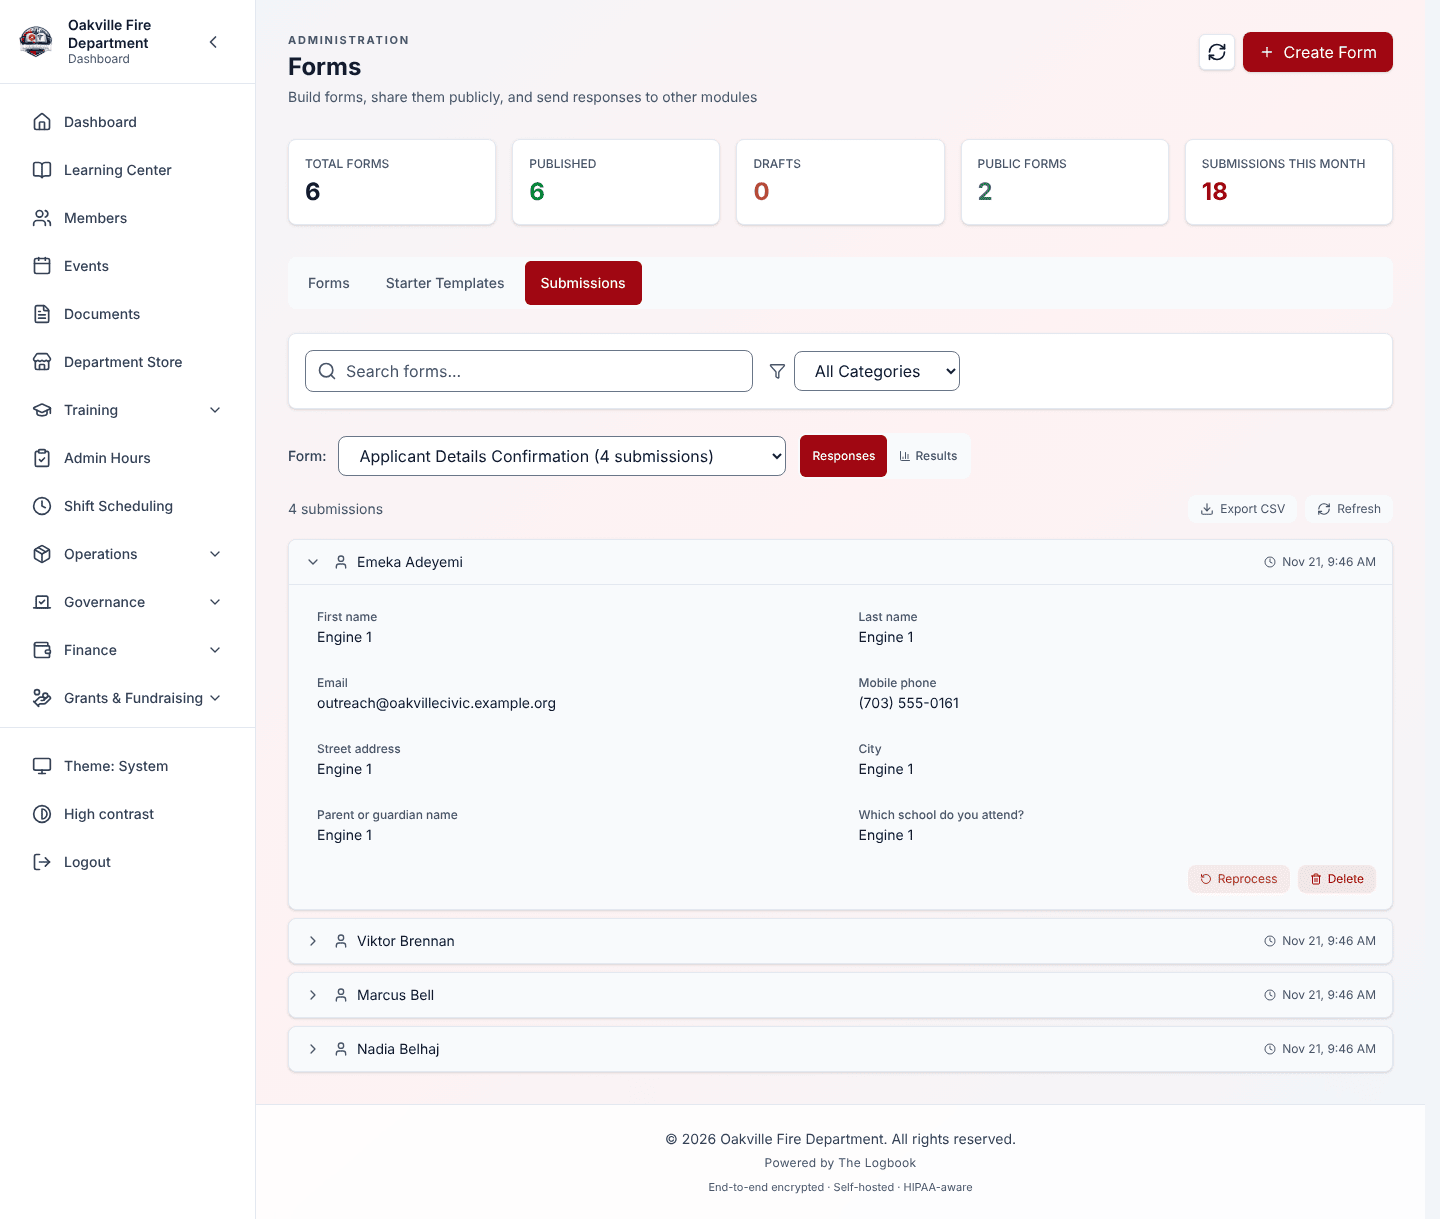 Oakville Fire
Department
Dashboard
Dashboard
Learning Center
Members
Events
Documents
Department Store
Training
Admin Hours
Shift Scheduling
Operations
Governance
Finance
Grants & Fundraising
Theme: System
High contrast
Logout
ADMINISTRATION
Forms
Build forms, share them publicly, and send responses to other modules
Create Form
TOTAL FORMS
6
PUBLISHED
6
DRAFTS
0
PUBLIC FORMS
2
SUBMISSIONS THIS MONTH
18
Forms
Starter Templates
Submissions
Search forms...
All Categories
Form:
Applicant Details Confirmation (4 submissions)
Responses
Results
4 submissions
Export CSV
Refresh
Emeka Adeyemi
Nov 21, 9:46 AM
First name
Engine 1
Last name
Engine 1
Email
outreach@oakvillecivic.example.org
Mobile phone
(703) 555-0161
Street address
Engine 1
City
Engine 1
Parent or guardian name
Engine 1
Which school do you attend?
Engine 1
Reprocess
Delete
Viktor Brennan
Nov 21, 9:46 AM
Marcus Bell
Nov 21, 9:46 AM
Nadia Belhaj
Nov 21, 9:46 AM
© 2026 Oakville Fire Department. All rights reserved.
Powered by The Logbook
End-to-end encrypted · Self-hosted · HIPAA-aware